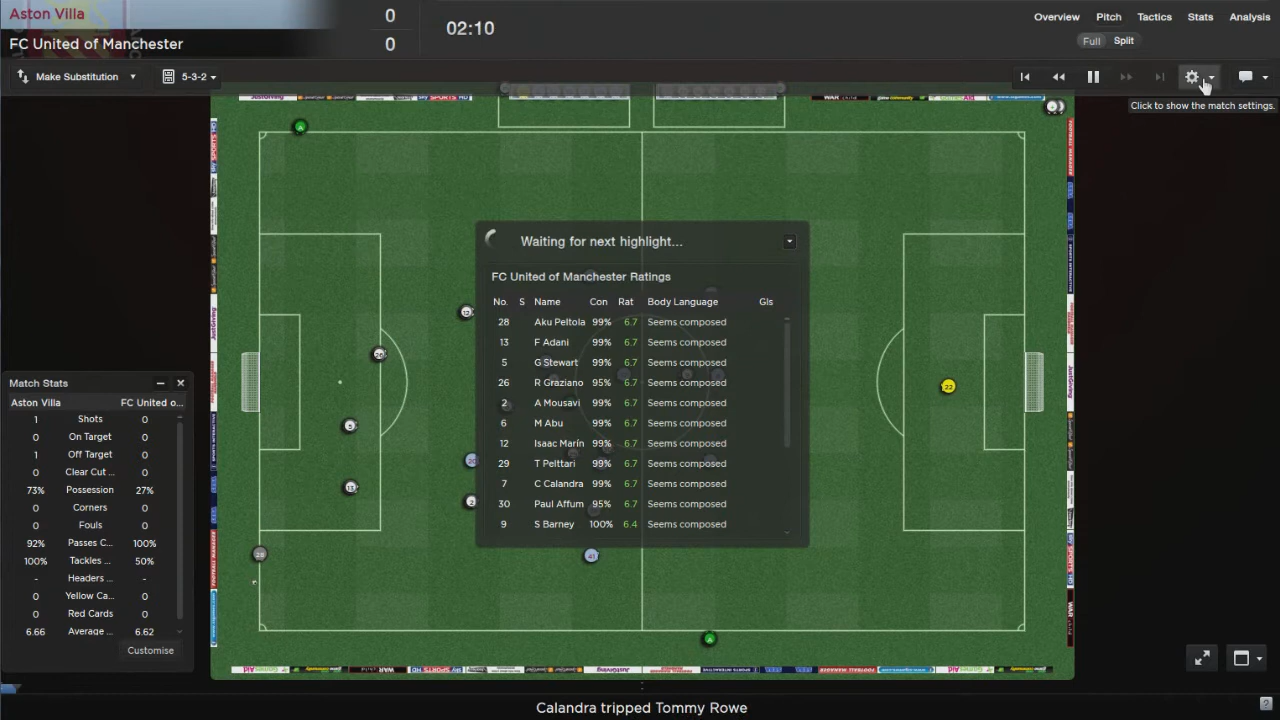 Aston Villa 0
FC United of Manchester 0
02:10
Overview Pitch Tactics Stats Analysis
Full Split
Make Substitution 5-3-2
Click to show the match settings.
Waiting for next highlight...
FC United of Manchester Ratings
No. S Name Con Rat Body Language Gls
28 Aku Peltola 99% 6.7 Seems composed
13 F Adani 99% 6.7 Seems composed
5 G Stewart 99% 6.7 Seems composed
26 R Graziano 95% 6.7 Seems composed
2 A Mousavi 99% 6.7 Seems composed
6 M Abu 99% 6.7 Seems composed
12 Isaac Marín 99% 6.7 Seems composed
29 T Pelttari 99% 6.7 Seems composed
7 C Calandra 99% 6.7 Seems composed
30 Paul Affum 95% 6.7 Seems composed
9 S Barney 100% 6.4 Seems composed
Match Stats
Aston Villa FC United o...
1 Shots 0
0 On Target 0
1 Off Target 0
0 Clear Cut ... 0
73% Possession 27%
0 Corners 0
0 Fouls 0
92% Passes C... 100%
100% Tackles ... 50%
- Headers ... -
0 Yellow Ca... 0
0 Red Cards 0
6.66 Average ... 6.62
Customise
Calandra tripped Tommy Rowe